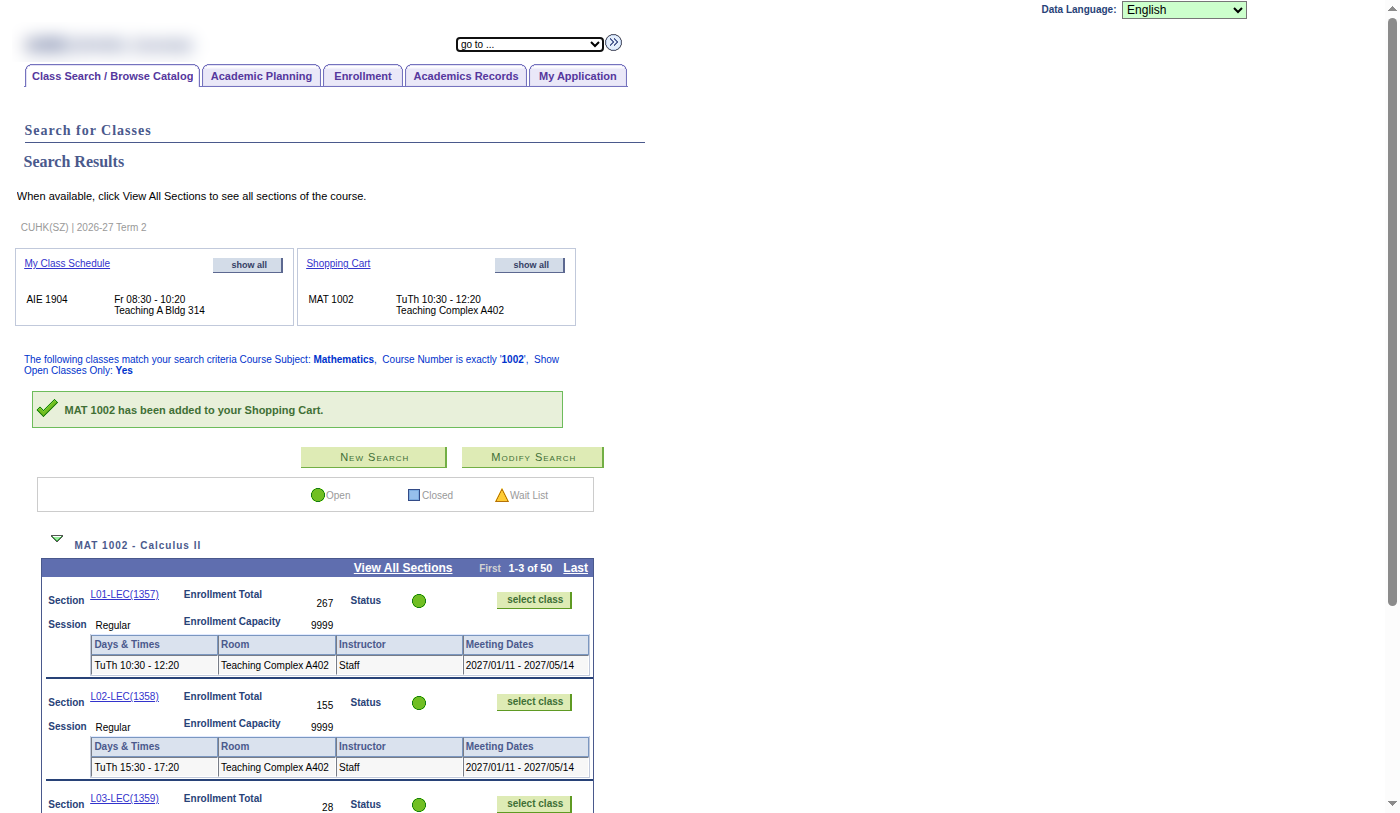 Data Language: English
go to ...
Class Search / Browse Catalog
Academic Planning
Enrollment
Academics Records
My Application
Search for Classes
Search Results
When available, click View All Sections to see all sections of the course.
CUHK(SZ) | 2026-27 Term 2
My Class Schedule
show all
AIE 1904
Fr 08:30 - 10:20
Teaching A Bldg 314
Shopping Cart
show all
MAT 1002
TuTh 10:30 - 12:20
Teaching Complex A402
The following classes match your search criteria Course Subject: Mathematics, Course Number is exactly '1002', Show
Open Classes Only: Yes
MAT 1002 has been added to your Shopping Cart.
New Search
Modify Search
Open
Closed
Wait List
MAT 1002 - Calculus II
View All Sections
First 1-3 of 50 Last
Section L01-LEC(1357) Enrollment Total 267 Status select class
Session Regular Enrollment Capacity 9999
Days & Times Room Instructor Meeting Dates
TuTh 10:30 - 12:20 Teaching Complex A402 Staff 2027/01/11 - 2027/05/14
Section L02-LEC(1358) Enrollment Total 155 Status select class
Session Regular Enrollment Capacity 9999
Days & Times Room Instructor Meeting Dates
TuTh 15:30 - 17:20 Teaching Complex A402 Staff 2027/01/11 - 2027/05/14
Section L03-LEC(1359) Enrollment Total 28 Status select class